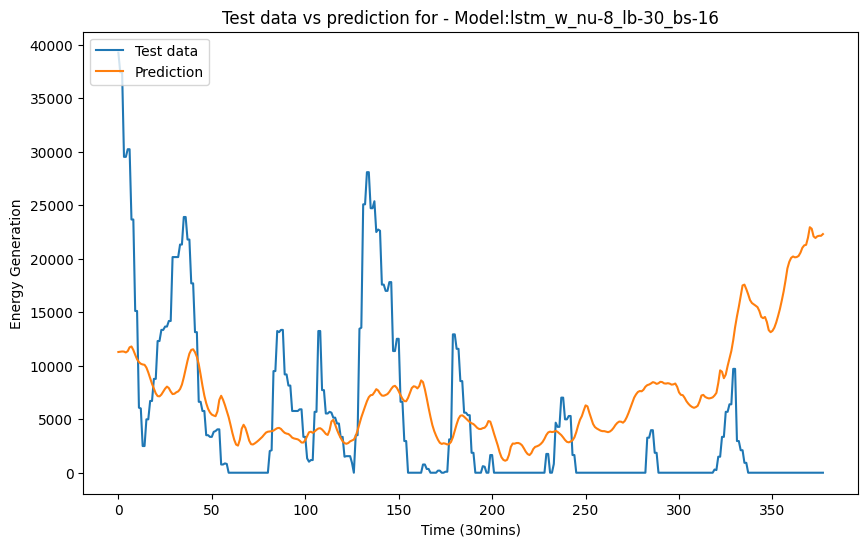 Test data vs prediction for - Model:lstm_w_nu-8_lb-30_bs-16
Test data
Prediction
40000
35000
30000
25000
20000
15000
10000
5000
0
Energy Generation
0 50 100 150 200 250 300 350
Time (30mins)